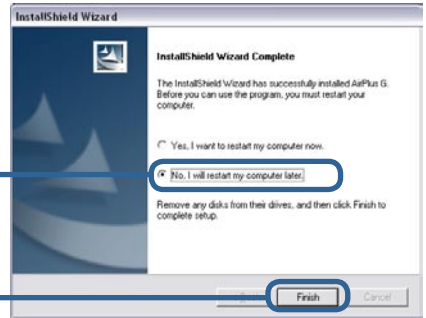 InstallShield Wizard
InstallShield Wizard Complete
The InstallShield Wizard has successfully installed AirPlus G.
Before you can use the program, you must restart your
computer.
Yes, I want to restart my computer now.
No, I will restart my computer later.
Remove any disks from their drives, and then click Finish to
complete setup.
Finish
Cancel